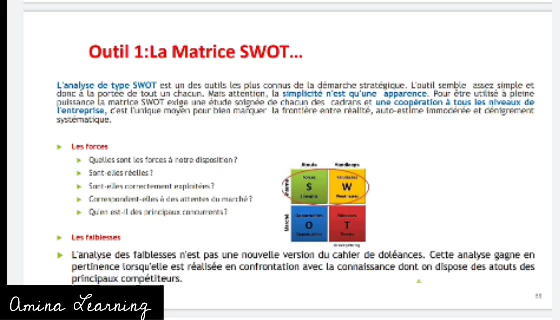 Outil 1:La Matrice SWOT...
L'analyse de type SWOT est un des outils les plus connus de la démarche stratégique. L'outil semble assez simple et
donc à la portée de tout un chacun. Mais attention, la simplicité n'est qu'une apparence. Pour être utilisé à pleine
puissance la matrice SWOT exige une étude soignée de chacun des cadrans et une coopération à tous les niveaux de
l'entreprise, c'est l'unique moyen pour bien marquer la frontière entre réalité, auto-estime immodérée et dénigrement
systématique.
Les forces
Quelles sont les forces à notre disposition ?
Sont-elles réelles ?
Sont-elles correctement exploitées ?
Correspondent-elles à des attentes du marché ?
Qu'en est-il des principaux concurrents ?
Atouts Handicaps
Interne
S
W
Marché
O
T
Les faiblesses
L'analyse des faiblesses n'est pas une nouvelle version du cahier de doléances. Cette analyse gagne en
pertinence lorsqu'elle est réalisée en confrontation avec la connaissance dont on dispose des atouts des
principaux compétiteurs.
amina Learning